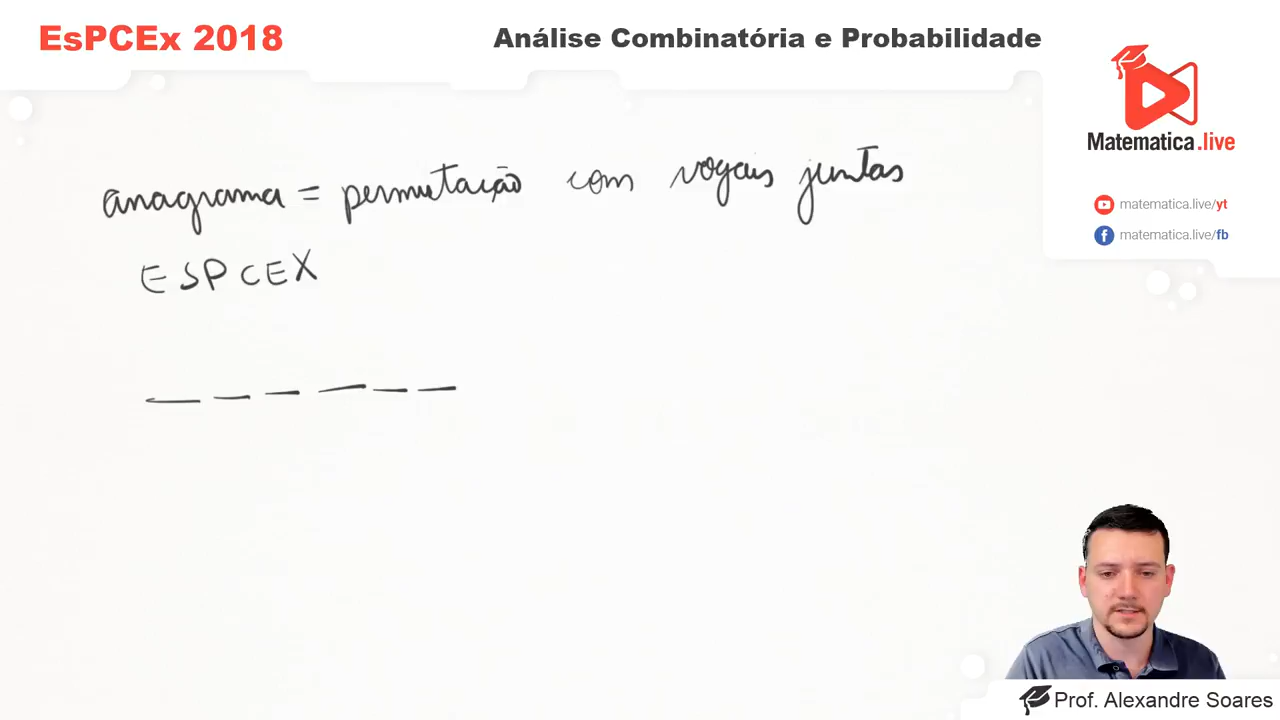 EsPCEx 2018
Análise Combinatória e Probabilidade
Matematica.live
matematica.live/yt
matematica.live/fb
anagrama = permutação com vogais juntas
ESPCEX
Prof. Alexandre Soares